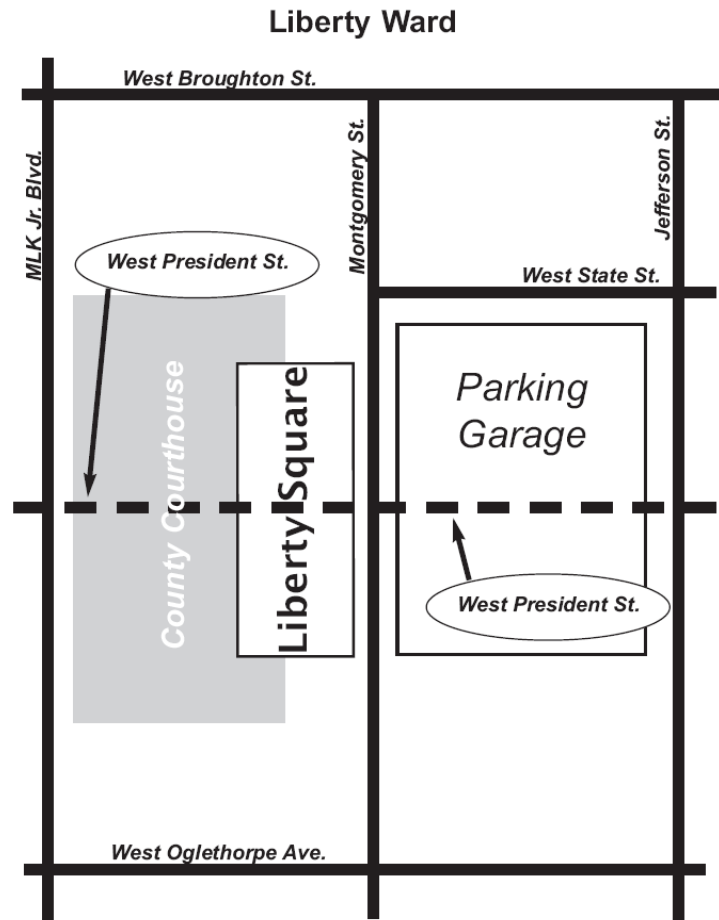 Liberty Ward
West Broughton St.
MLK Jr. Blvd.
Montgomery St.
Jefferson St.
West President St.
West State St.
County Courthouse
Liberty Square
Parking
Garage
West President St.
West Oglethorpe Ave.